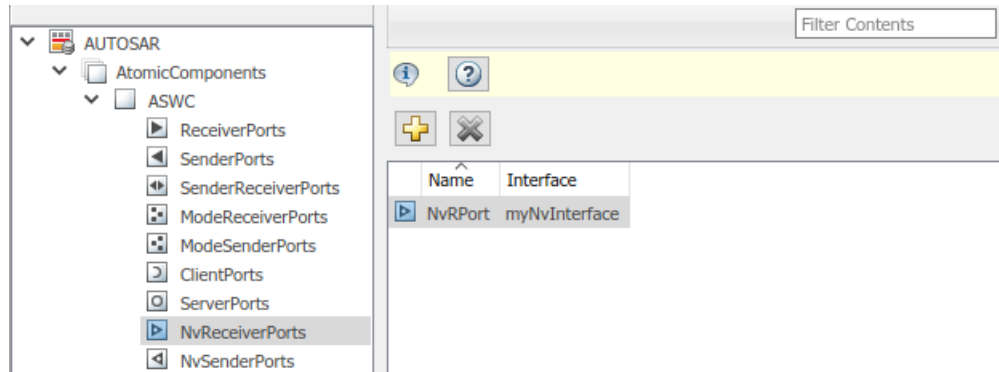 Filter Contents
AUTOSAR
AtomicComponents
ASWC
ReceiverPorts
SenderPorts
SenderReceiverPorts
ModeReceiverPorts
ModeSenderPorts
ClientPorts
ServerPorts
NvReceiverPorts
NvSenderPorts
Name Interface
NvRPort myNvInterface